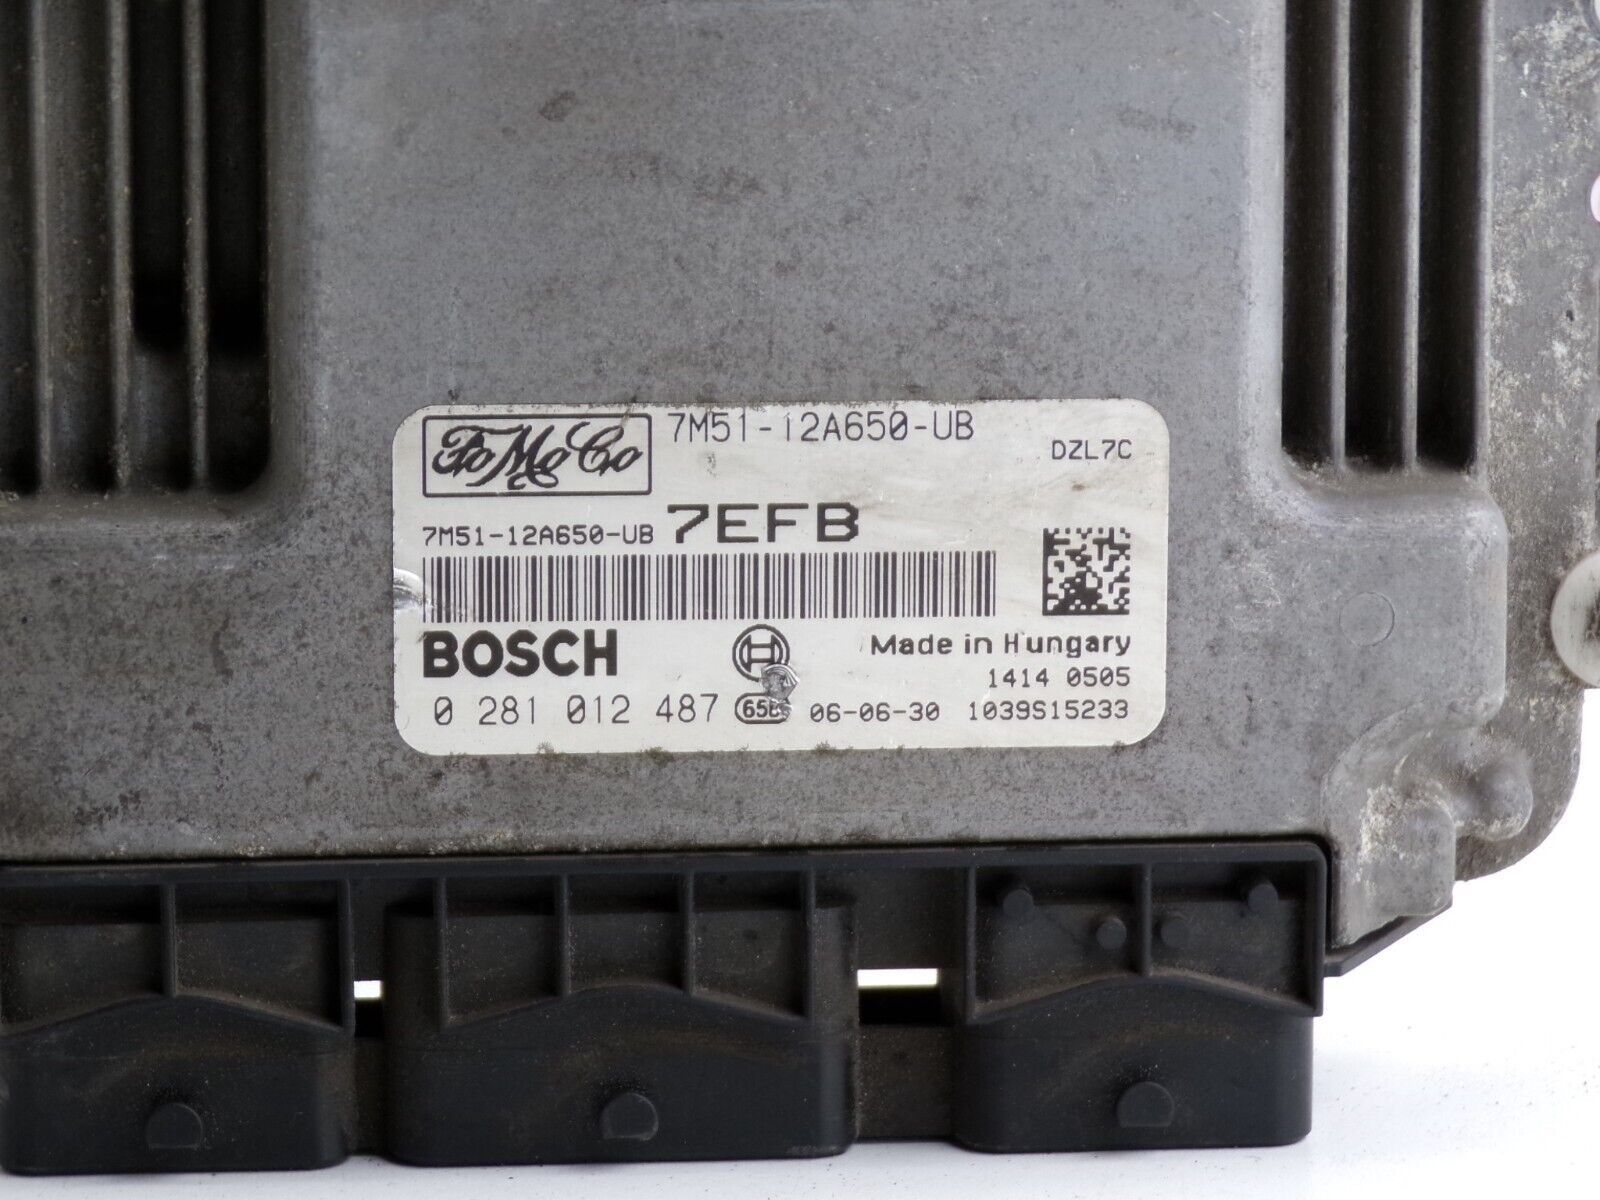 FoMoCo 7M51-12A650-UB
DZL7C
7M51-12A650-UB 7EFB
BOSCH
Made in Hungary
1414 0505
0 281 012 487 06-06-30 1039S15233